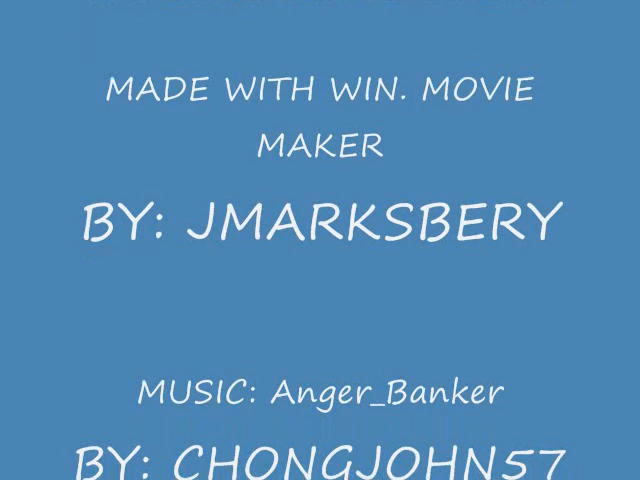 MADE WITH WIN. MOVIE
MAKER
BY: JMARKSBERY
MUSIC: Anger_Banker
BY: CHONGJOHN57